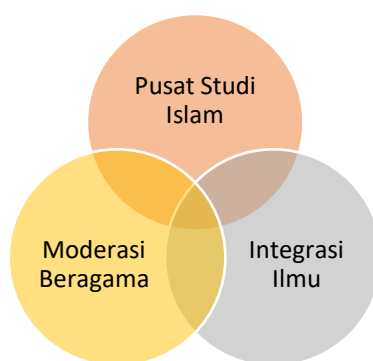 Pusat Studi
Islam
Moderasi
Beragama
Integrasi
Ilmu